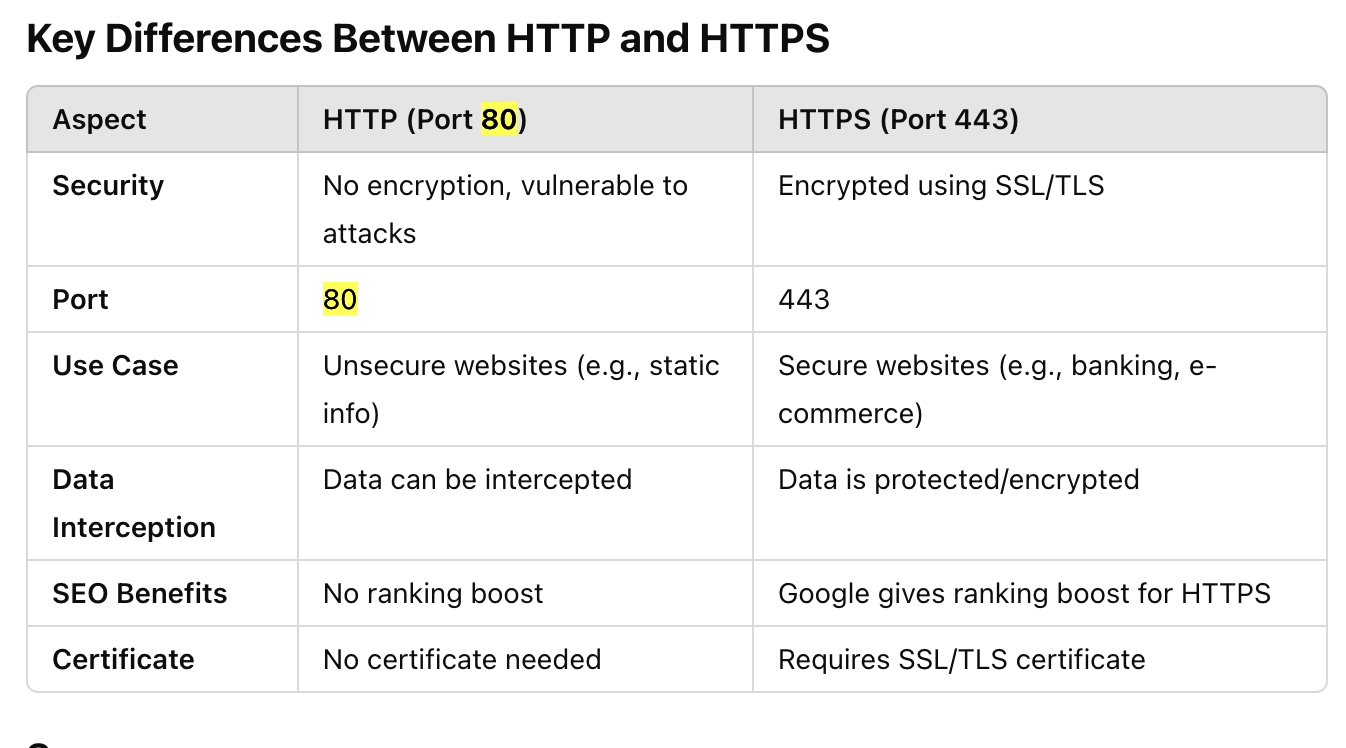 Key Differences Between HTTP and HTTPS
Aspect HTTP (Port 80) HTTPS (Port 443)
Security No encryption, vulnerable to attacks Encrypted using SSL/TLS
Port 80 443
Use Case Unsecure websites (e.g., static info) Secure websites (e.g., banking, e-commerce)
Data Interception Data can be intercepted Data is protected/encrypted
SEO Benefits No ranking boost Google gives ranking boost for HTTPS
Certificate No certificate needed Requires SSL/TLS certificate